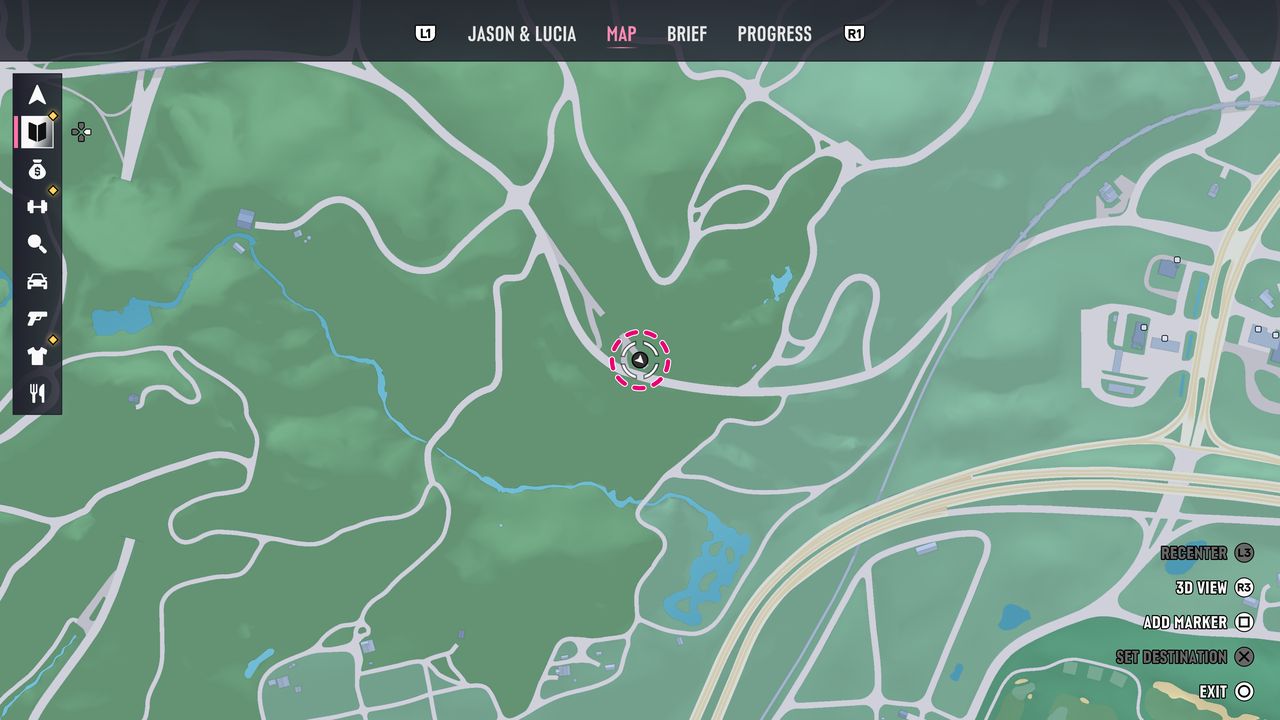 L1 JASON & LUCIA MAP BRIEF PROGRESS R1
$
RECENTER L3
3D VIEW R3
ADD MARKER
SET DESTINATION
EXIT